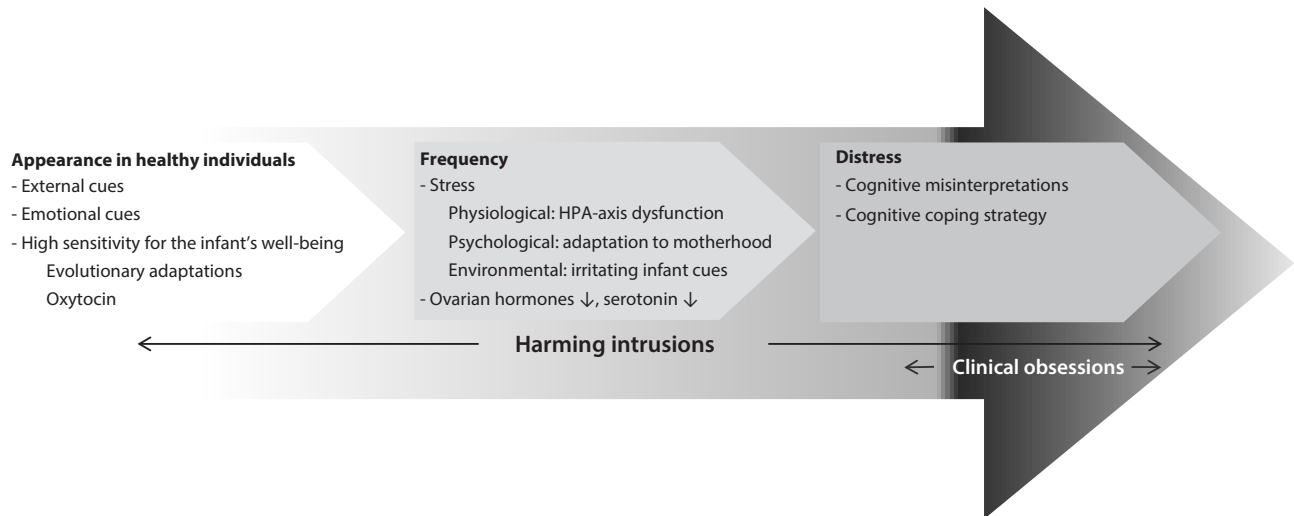 Appearance in healthy individuals
- External cues
- Emotional cues
- High sensitivity for the infant's well-being
Evolutionary adaptations
Oxytocin
Frequency
- Stress
Physiological: HPA-axis dysfunction
Psychological: adaptation to motherhood
Environmental: irritating infant cues
- Ovarian hormones ↓, serotonin ↓
Distress
- Cognitive misinterpretations
- Cognitive coping strategy
Harming intrusions
Clinical obsessions